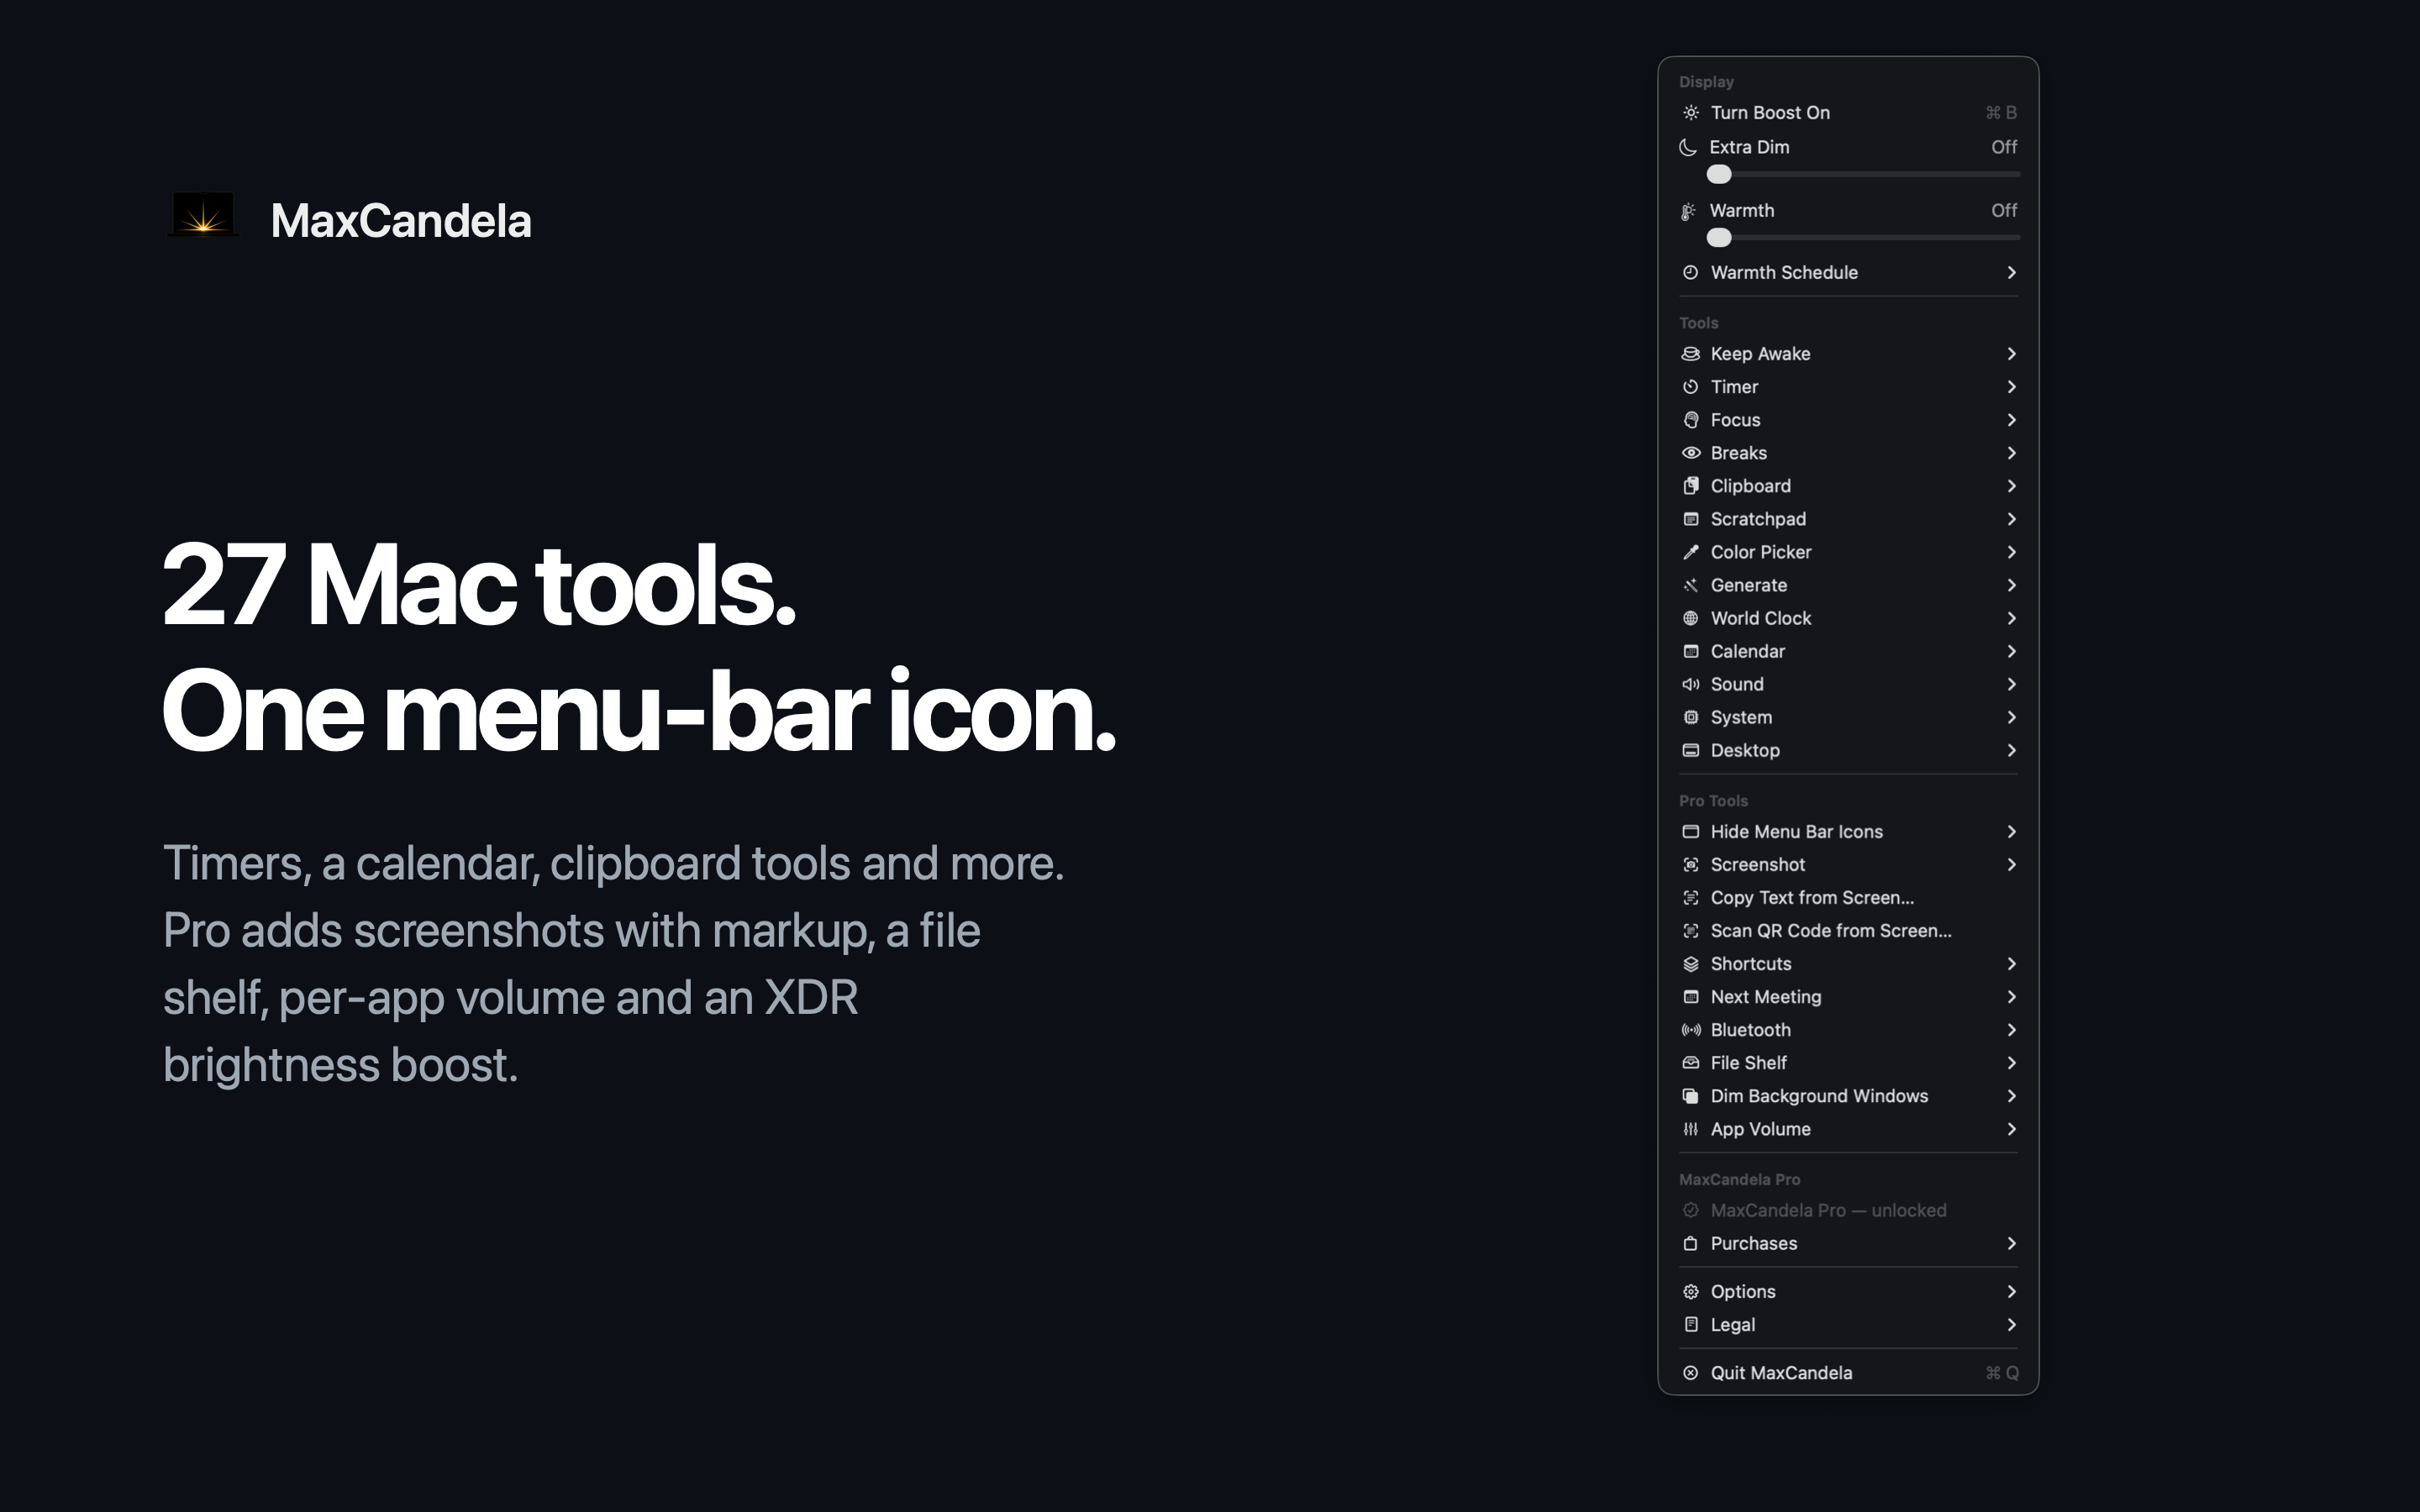 MaxCandela
27 Mac tools.
One menu-bar icon.
Timers, a calendar, clipboard tools and more.
Pro adds screenshots with markup, a file
shelf, per-app volume and an XDR
brightness boost.
Display
Turn Boost On ⌘ B
Extra Dim Off
Warmth Off
Warmth Schedule
Tools
Keep Awake
Timer
Focus
Breaks
Clipboard
Scratchpad
Color Picker
Generate
World Clock
Calendar
Sound
System
Desktop
Pro Tools
Hide Menu Bar Icons
Screenshot
Copy Text from Screen...
Scan QR Code from Screen...
Shortcuts
Next Meeting
Bluetooth
File Shelf
Dim Background Windows
App Volume
MaxCandela Pro
MaxCandela Pro — unlocked
Purchases
Options
Legal
Quit MaxCandela ⌘ Q